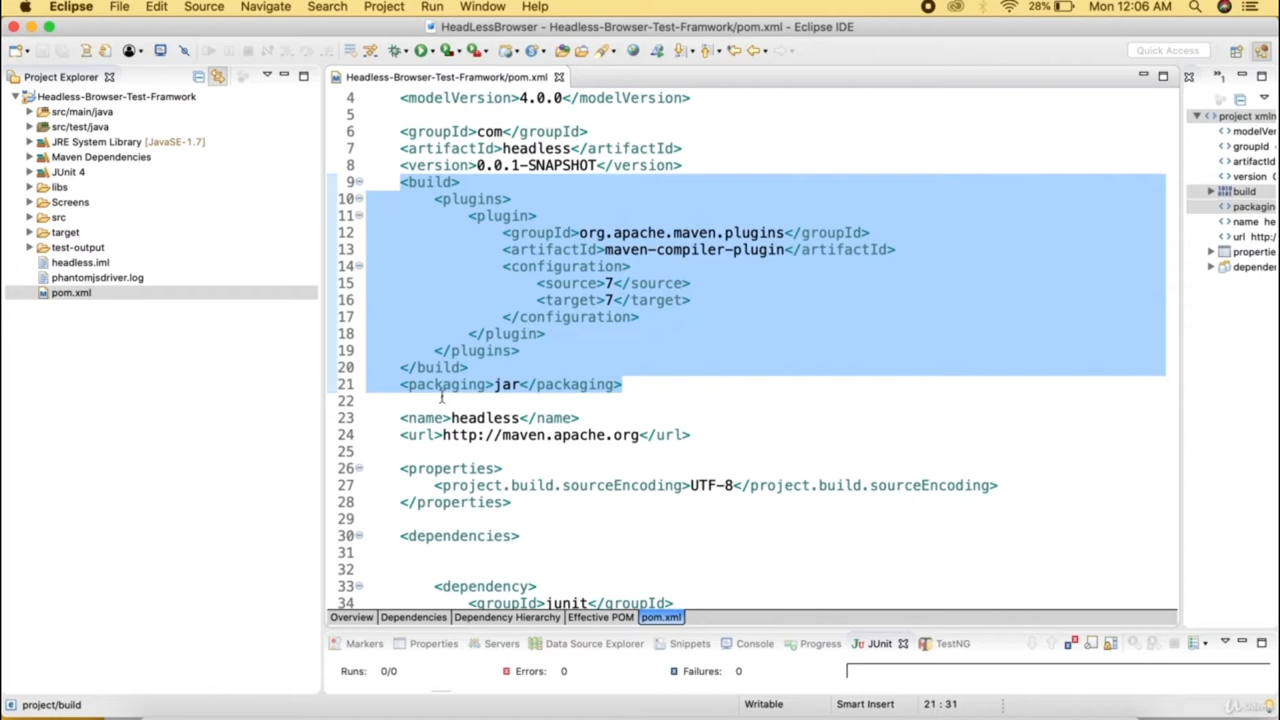 Eclipse File Edit Source Navigate Search Project Run Window Help 28% Mon 12:06 AM
HeadLessBrowser - Headless-Browser-Test-Framwork/pom.xml - Eclipse IDE
Quick Access
Project Explorer
Headless-Browser-Test-Framwork
src/main/java
src/test/java
JRE System Library [JavaSE-1.7]
Maven Dependencies
JUnit 4
libs
Screens
src
target
test-output
headless.iml
phantomjsdriver.log
pom.xml
Headless-Browser-Test-Framwork/pom.xml
4 <modelVersion>4.0.0</modelVersion>
5
6 <groupId>com</groupId>
7 <artifactId>headless</artifactId>
8 <version>0.0.1-SNAPSHOT</version>
9 <build>
10 <plugins>
11 <plugin>
12 <groupId>org.apache.maven.plugins</groupId>
13 <artifactId>maven-compiler-plugin</artifactId>
14 <configuration>
15 <source>7</source>
16 <target>7</target>
17 </configuration>
18 </plugin>
19 </plugins>
20 </build>
21 <packaging>jar</packaging>
22
23 <name>headless</name>
24 <url>http://maven.apache.org</url>
25
26 <properties>
27 <project.build.sourceEncoding>UTF-8</project.build.sourceEncoding>
28 </properties>
29
30 <dependencies>
31
32
33 <dependency>
34 <groupId>junit</groupId>
Overview Dependencies Dependency Hierarchy Effective POM pom.xml
project xmln
modelVer
groupId
artifactId
version (
build
packagin
name he
url http:/
propertie
depender
Markers Properties Servers Data Source Explorer Snippets Console Progress JUnit TestNG
Runs: 0/0 Errors: 0 Failures: 0
project/build Writable Smart Insert 21 : 31